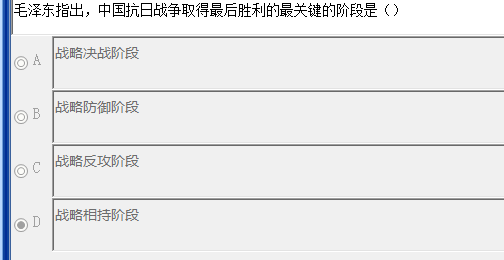 毛泽东指出，中国抗日战争取得最后胜利的最关键的阶段是（）
A 战略决战阶段
B 战略防御阶段
C 战略反攻阶段
D 战略相持阶段